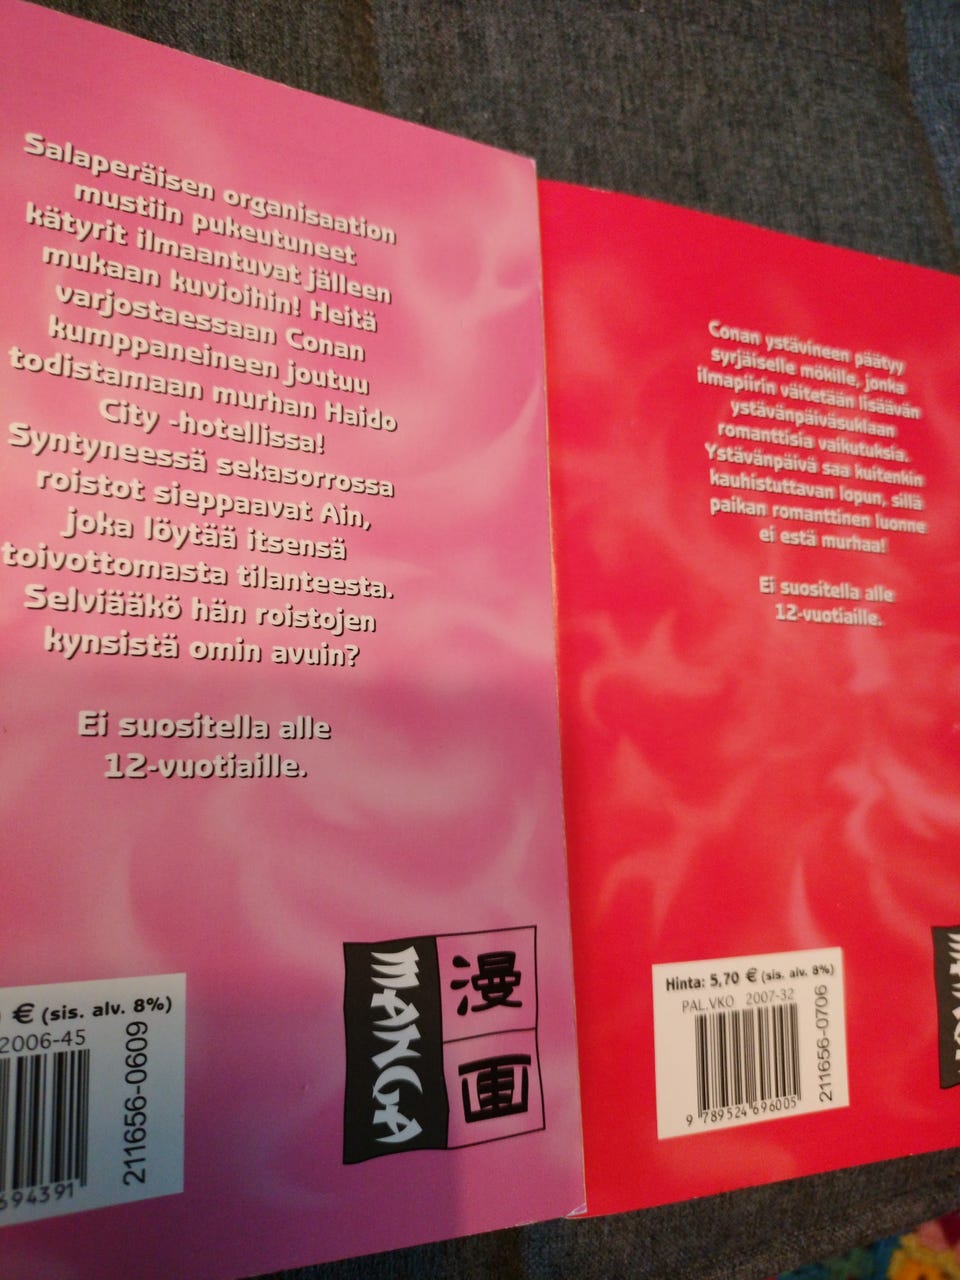 Salaperäisen organisaation
mustiin pukeutuneet
kätyrit ilmaantuvat jälleen
mukaan kuvioihin! Heitä
varjostaessaan Conan
kumppaneineen joutuu
todistamaan murhan Haido
City -hotellissa!
Syntyneessä sekasorrossa
roistot sieppaavat Ain,
joka löytää itsensä
toivottomasta tilanteesta.
Selviääkö hän roistojen
kynsistä omin avuin?
Ei suositella alle
12-vuotiaille.
€ (sis. alv. 8%)
2006-45
211656-0609
694391
MANGA
漫
画
Conan ystävineen päätyy
syrjäiselle mökille, jonka
ilmapiirin väitetään lisäävän
ystävänpäiväsuklaan
romanttisia vaikutuksia.
Ystävänpäivä saa kuitenkin
kauhistuttavan lopun, sillä
paikan romanttinen luonne
ei estä murhaa!
Ei suositella alle
12-vuotiaille.
Hinta: 5,70 € (sis. alv. 8%)
PAL.VKO 2007-32
211656-0706
9 789524 696005